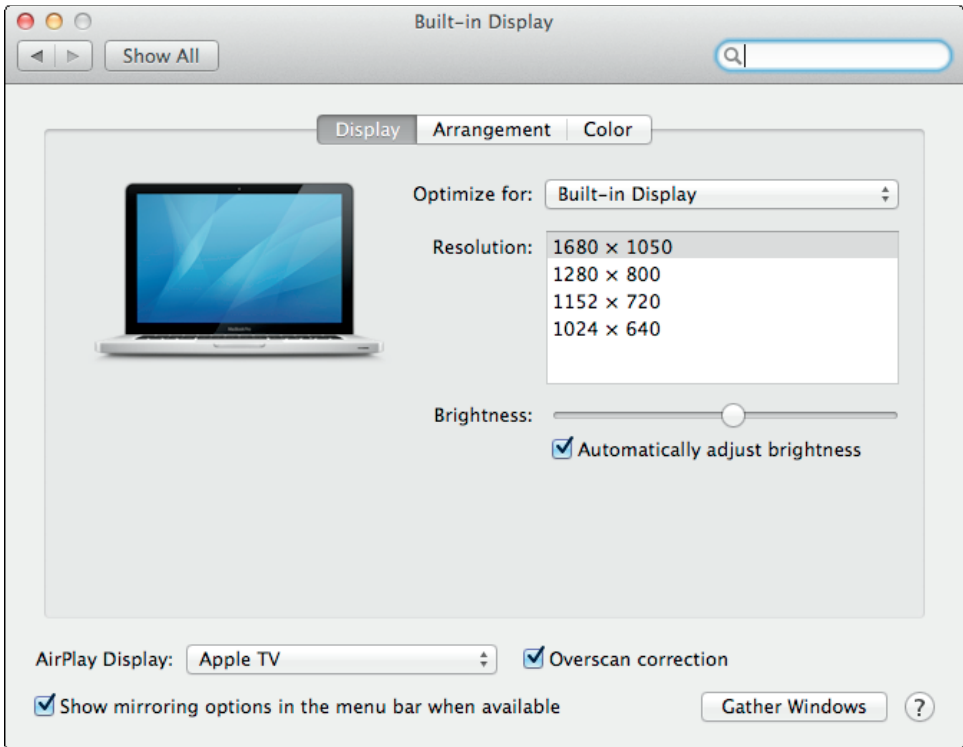 Built-in Display
Show All
Display Arrangement Color
Optimize for: Built-in Display
Resolution: 1680 × 1050
1280 × 800
1152 × 720
1024 × 640
Brightness:
Automatically adjust brightness
AirPlay Display: Apple TV Overscan correction
Show mirroring options in the menu bar when available Gather Windows ?